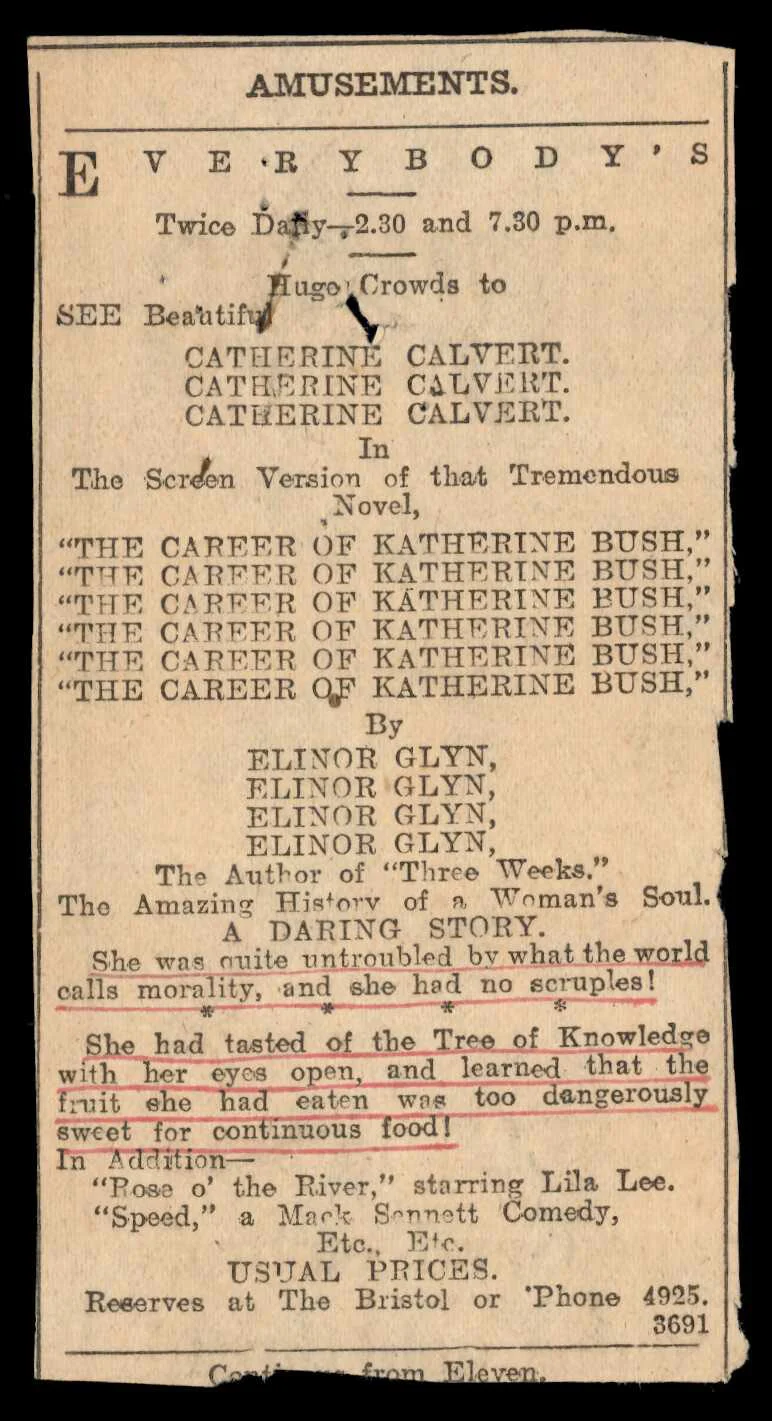 AMUSEMENTS.
EVERYBODY'S
Twice Daily—2.30 and 7.30 p.m.
Huge Crowds to
SEE Beautiful
CATHERINE CALVERT.
CATHERINE CALVERT.
CATHERINE CALVERT.
In
The Screen Version of that Tremendous
Novel,
"THE CAREER OF KATHERINE BUSH,"
"THE CAREER OF KATHERINE BUSH,"
"THE CAREER OF KATHERINE BUSH,"
"THE CAREER OF KATHERINE BUSH,"
"THE CAREER OF KATHERINE BUSH,"
"THE CAREER OF KATHERINE BUSH,"
By
ELINOR GLYN,
ELINOR GLYN,
ELINOR GLYN,
ELINOR GLYN,
The Author of "Three Weeks."
The Amazing History of a Woman's Soul.
A DARING STORY.
She was quite untroubled by what the world
calls morality, and she had no scruples!
* * * *
She had tasted of the Tree of Knowledge
with her eyes open, and learned that the
fruit she had eaten was too dangerously
sweet for continuous food!
In Addition—
"Rose o' the River," starring Lila Lee.
"Speed," a Mack Sennett Comedy,
Etc., Etc.
USUAL PRICES.
Reserves at The Bristol or 'Phone 4925.
3691
from Eleven.